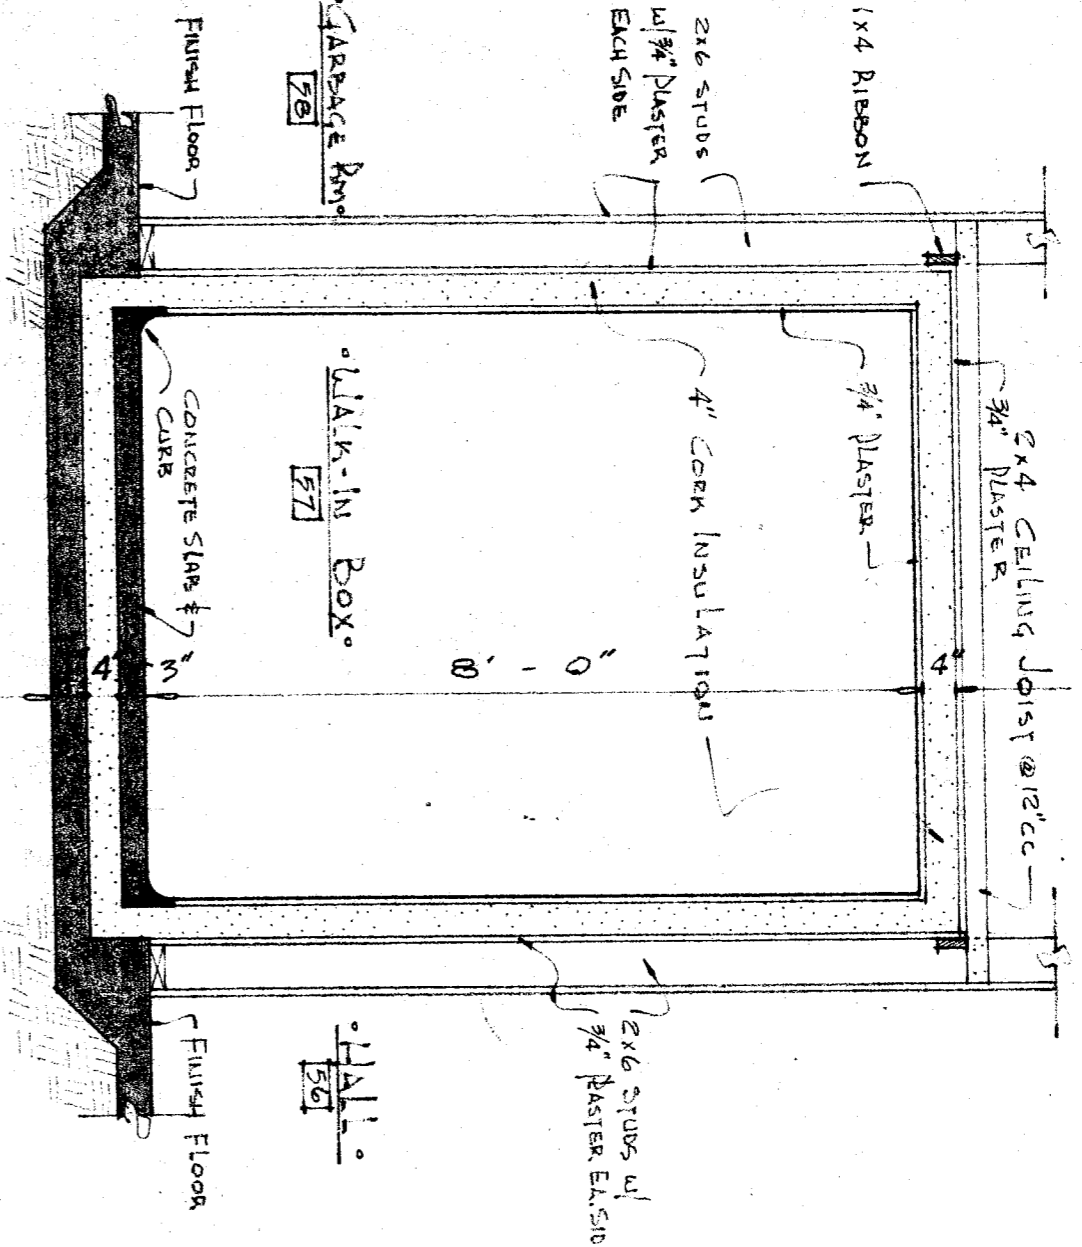 1x4 RIBBON
2x6 STUDS
w/ 3/4" PLASTER
EACH SIDE
°GARBAGE RM°
58
FINISH FLOOR
2x4 CEILING JOIST @ 12" CC
3/4" PLASTER
3/4" PLASTER
4" CORK INSULATION
°WALK-IN BOX°
57
CONCRETE SLAB &
CURB
4"
8' - 0"
3"
4"
2x6 STUDS w/
3/4" PLASTER EA. SID
°HALL°
56
FINISH FLOOR